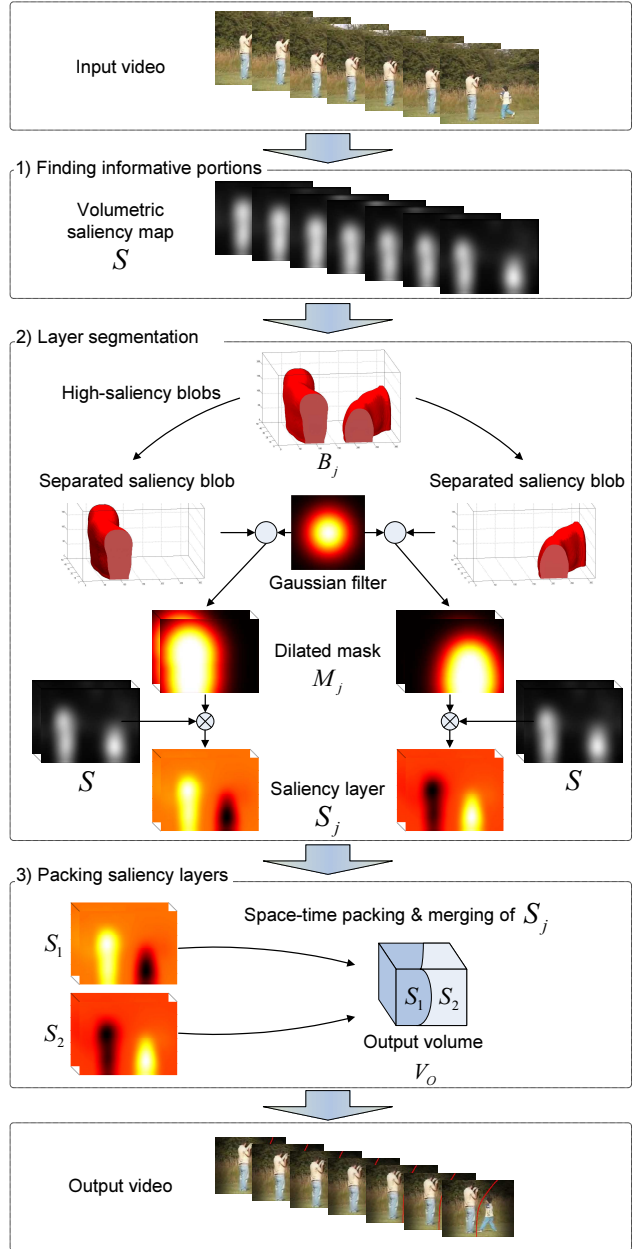 Input video
1) Finding informative portions
Volumetric
saliency map
S
2) Layer segmentation
High-saliency blobs
B_j
Separated saliency blob
Separated saliency blob
Gaussian filter
Dilated mask
M_j
S
S
Saliency layer
S_j
3) Packing saliency layers
Space-time packing & merging of S_j
S_1
S_1 S_2
S_2
Output volume
V_O
Output video